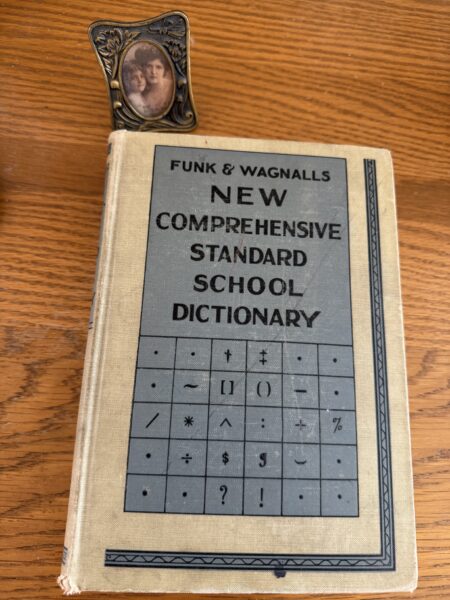 FUNK & WAGNALLS
NEW
COMPREHENSIVE
STANDARD
SCHOOL
DICTIONARY
• • † ‡ • •
• ~ [ ] ( ) – •
/ * ^ : ÷ %
• ÷ $ g ‿ •
• • ? ! • •